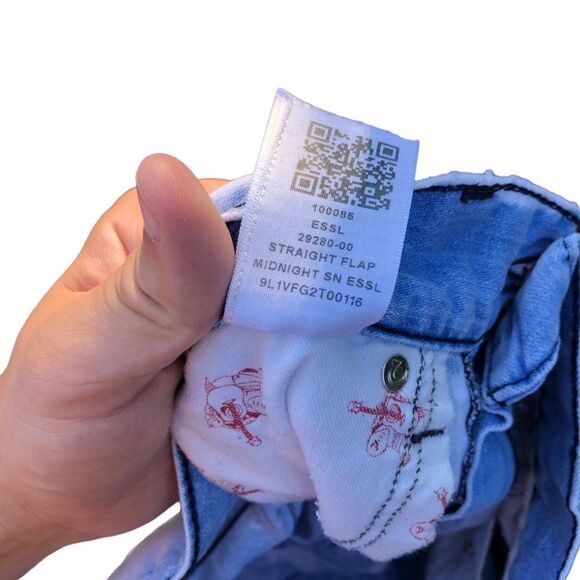 100085
ESSL
29280-00
STRAIGHT FLAP
MIDNIGHT SN ESSL
9L1VFG2T00116